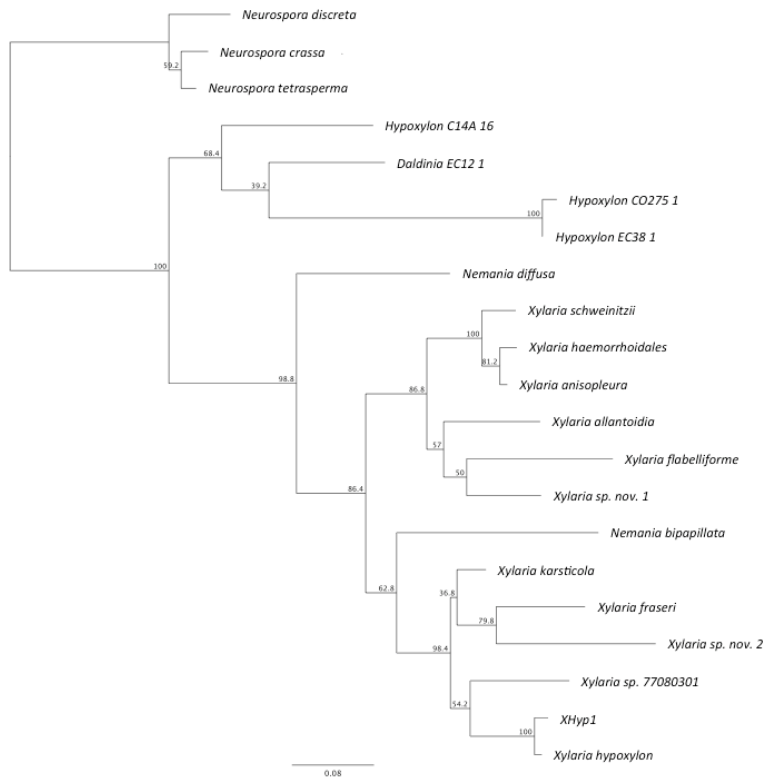 Neurospora discreta
Neurospora crassa
59.2
Neurospora tetrasperma
Hypoxylon C14A 16
68.4
Daldinia EC12 1
39.2
Hypoxylon CO275 1
100
Hypoxylon EC38 1
100
Nemania diffusa
Xylaria schweinitzii
100
Xylaria haemorrhoidales
81.2
Xylaria anisopleura
98.8
86.8
Xylaria allantoidia
57
Xylaria flabelliforme
50
Xylaria sp. nov. 1
86.4
Nemania bipapillata
Xylaria karsticola
62.8
36.8
Xylaria fraseri
79.8
Xylaria sp. nov. 2
98.4
Xylaria sp. 77080301
54.2
XHyp1
100
Xylaria hypoxylon
0.08